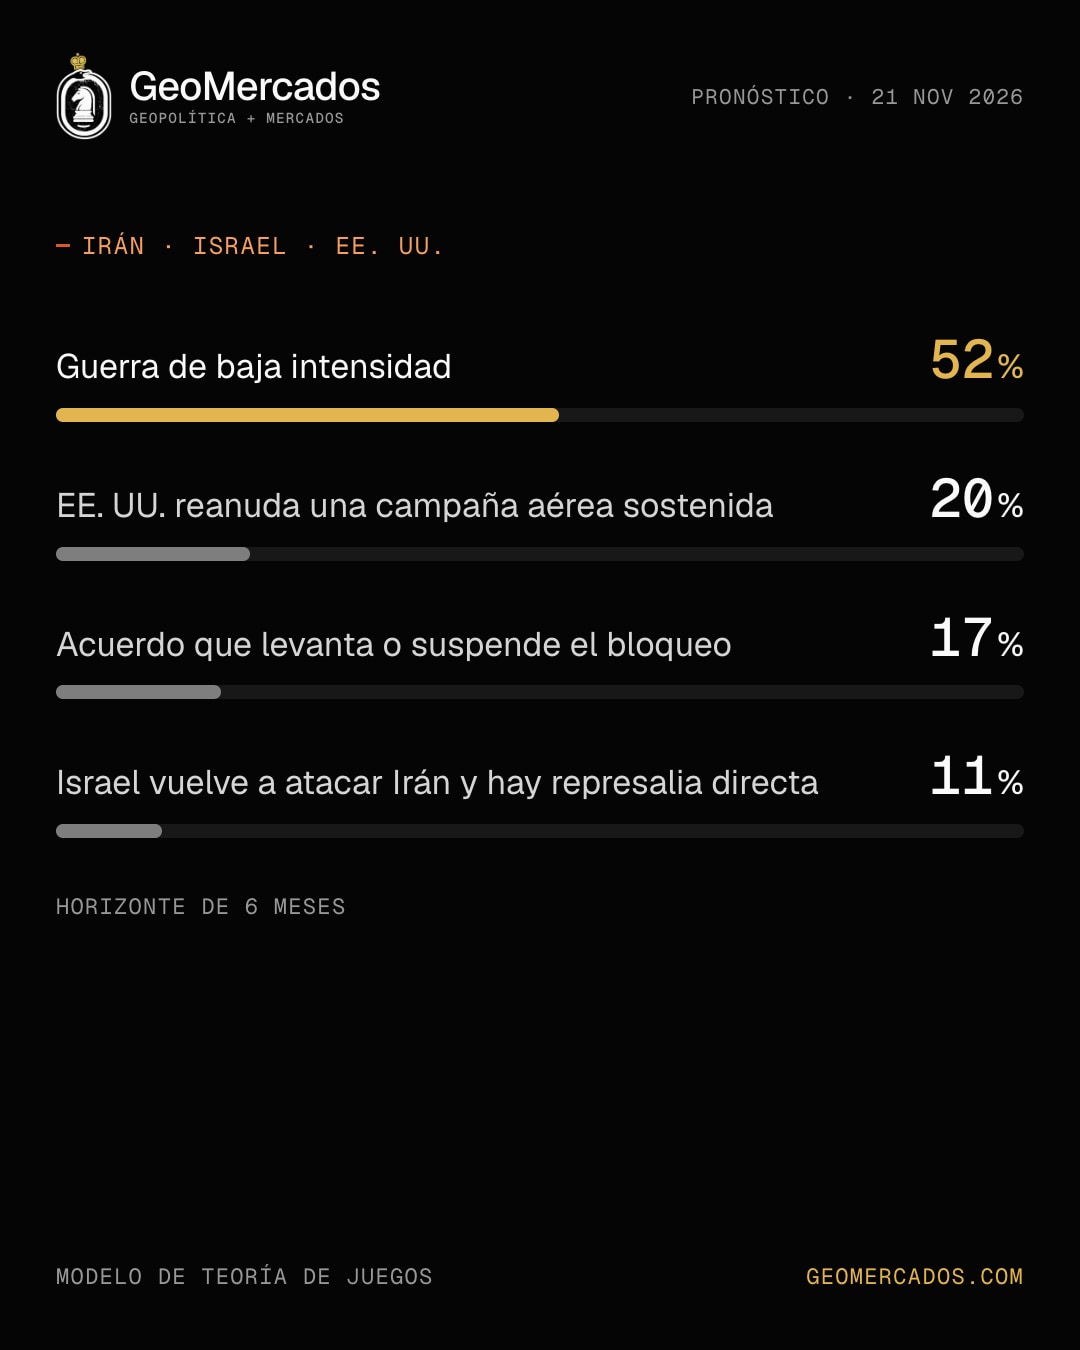 GeoMercados
GEOPOLÍTICA + MERCADOS
PRONÓSTICO · 21 NOV 2026
IRÁN · ISRAEL · EE. UU.
Guerra de baja intensidad 52%
EE. UU. reanuda una campaña aérea sostenida 20%
Acuerdo que levanta o suspende el bloqueo 17%
Israel vuelve a atacar Irán y hay represalia directa 11%
HORIZONTE DE 6 MESES
MODELO DE TEORÍA DE JUEGOS
GEOMERCADOS.COM